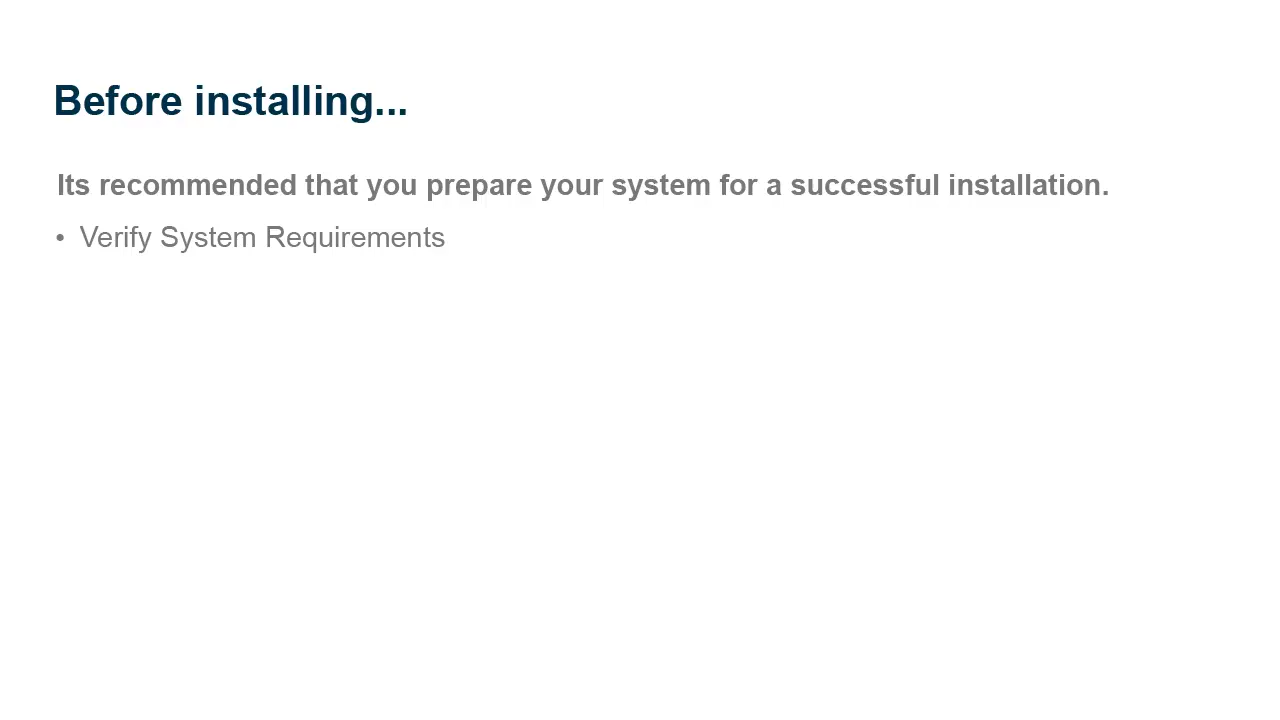 Before installing...
Its recommended that you prepare your system for a successful installation.
• Verify System Requirements